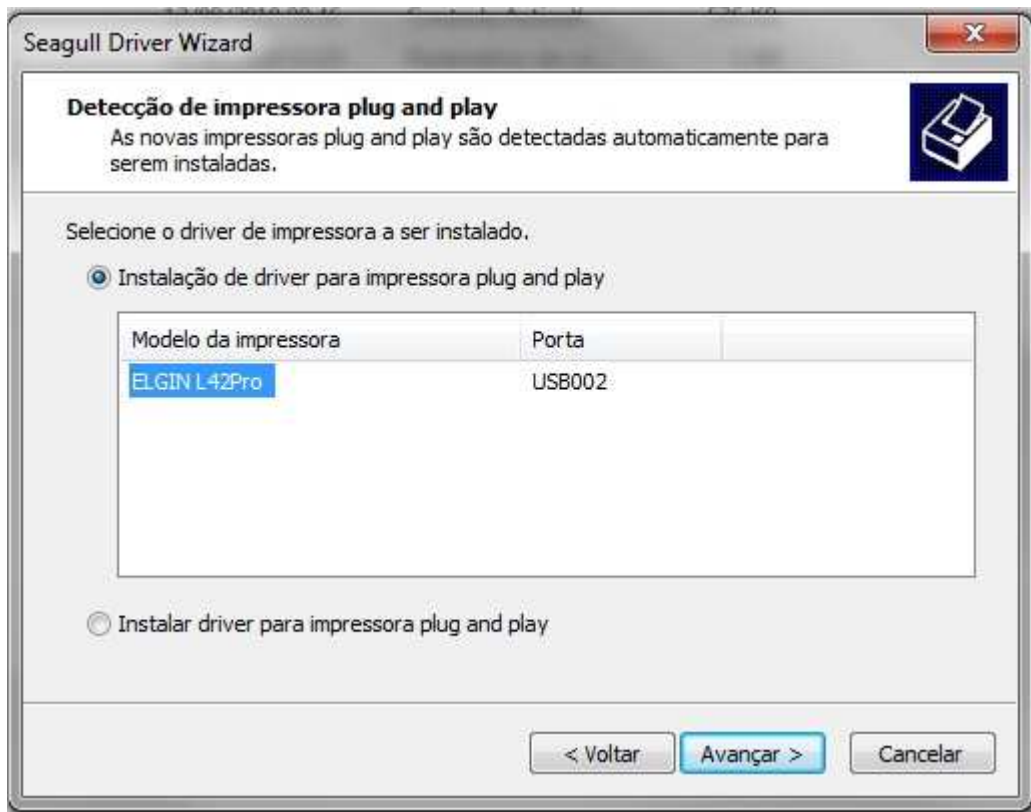 Seagull Driver Wizard
Detecção de impressora plug and play
As novas impressoras plug and play são detectadas automaticamente para
serem instaladas.
Selecione o driver de impressora a ser instalado.
Instalação de driver para impressora plug and play
Modelo da impressora Porta
ELGIN L42Pro USB002
Instalar driver para impressora plug and play
< Voltar Avançar > Cancelar